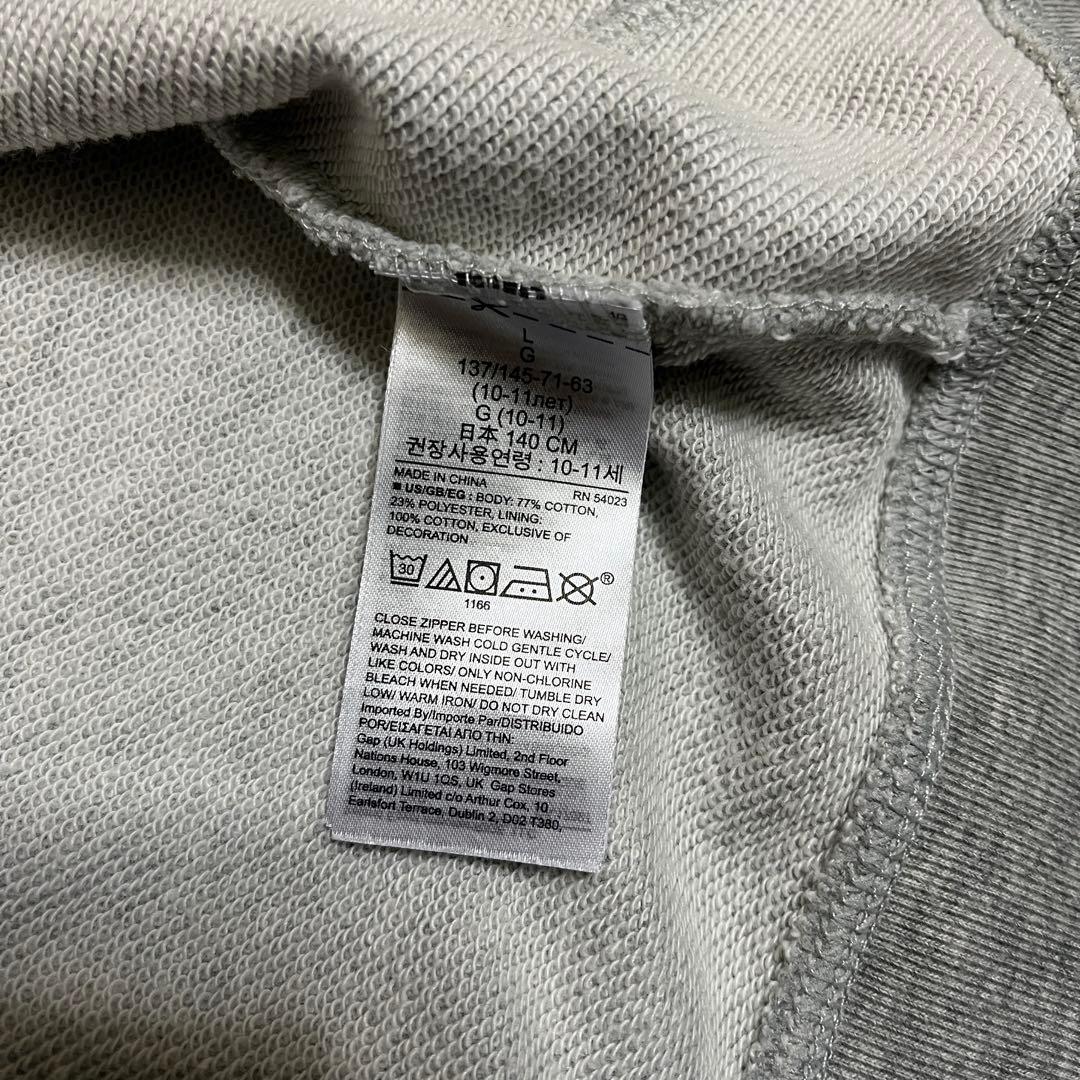 1/3
L
G
137/145-71-63
(10-11лет)
G (10-11)
日本 140 CM
권장사용연령 : 10-11세
MADE IN CHINA RN 54023
■ US/GB/EG : BODY: 77% COTTON,
23% POLYESTER, LINING:
100% COTTON, EXCLUSIVE OF
DECORATION
30 ®
1166
CLOSE ZIPPER BEFORE WASHING/
MACHINE WASH COLD GENTLE CYCLE/
WASH AND DRY INSIDE OUT WITH
LIKE COLORS/ ONLY NON-CHLORINE
BLEACH WHEN NEEDED/ TUMBLE DRY
LOW/ WARM IRON/ DO NOT DRY CLEAN
Imported By/Importe Par/DISTRIBUIDO
POR/ΕΙΣΑΓΕΤΑΙ ΑΠΟ ΤΗΝ:
Gap (UK Holdings) Limited, 2nd Floor
Nations House, 103 Wigmore Street,
London, W1U 1QS, UK Gap Stores
(Ireland) Limited c/o Arthur Cox, 10
Earlsfort Terrace, Dublin 2, D02 T380,